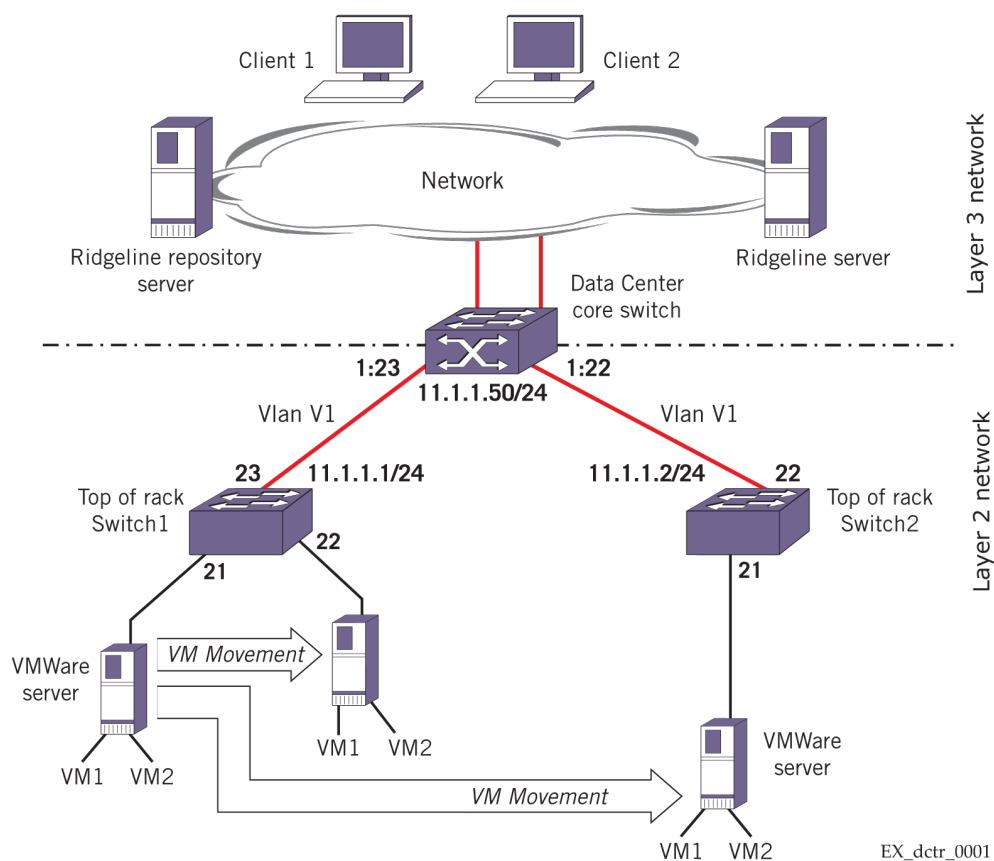 Client 1
Client 2
Network
Ridgeline repository
server
Ridgeline server
Layer 3 network
Data Center
core switch
1:23
1:22
11.1.1.50/24
Vlan V1
Vlan V1
23
11.1.1.1/24
11.1.1.2/24
22
Top of rack
Switch1
Top of rack
Switch2
Layer 2 network
22
21
21
VMWare
server
VM Movement
VM1
VM2
VM1
VM2
VMWare
server
VM Movement
VM1
VM2
EX_dctr_0001